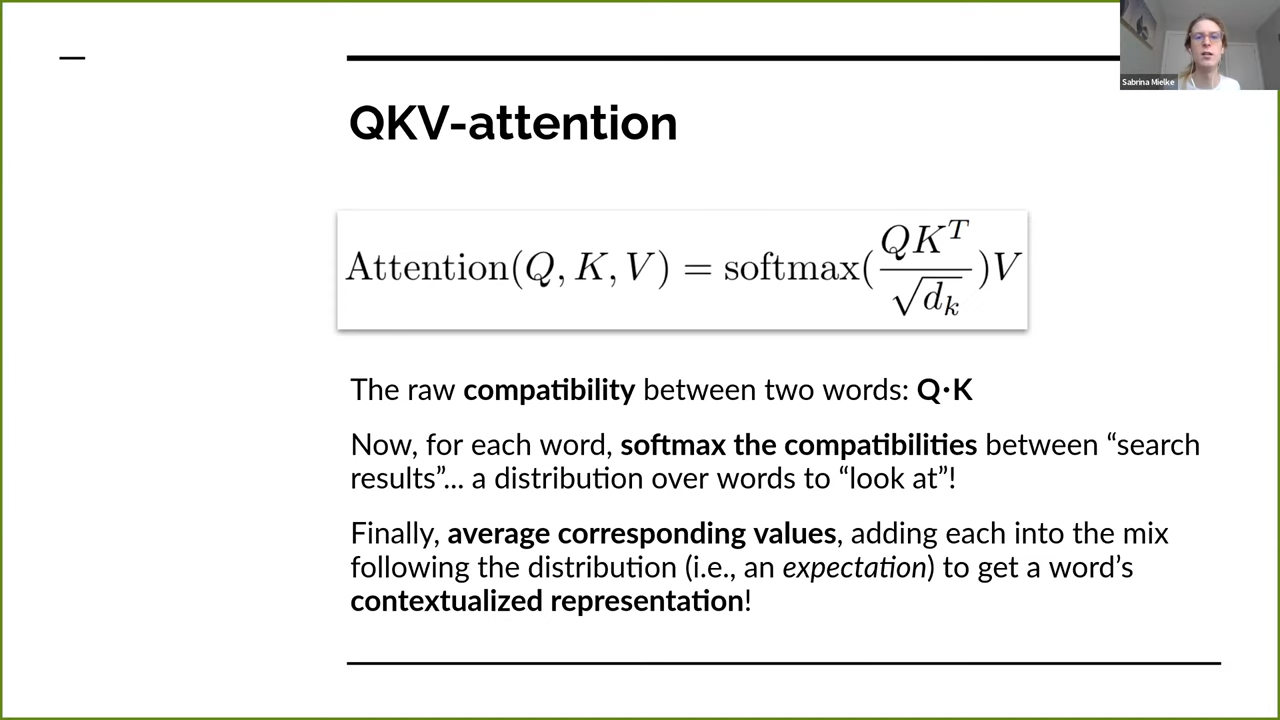 Sabrina Mielke
QKV-attention
Attention(Q, K, V) = softmax(QK^T / √d_k)V
The raw compatibility between two words: Q·K
Now, for each word, softmax the compatibilities between “search
results”... a distribution over words to “look at”!
Finally, average corresponding values, adding each into the mix
following the distribution (i.e., an expectation) to get a word’s
contextualized representation!